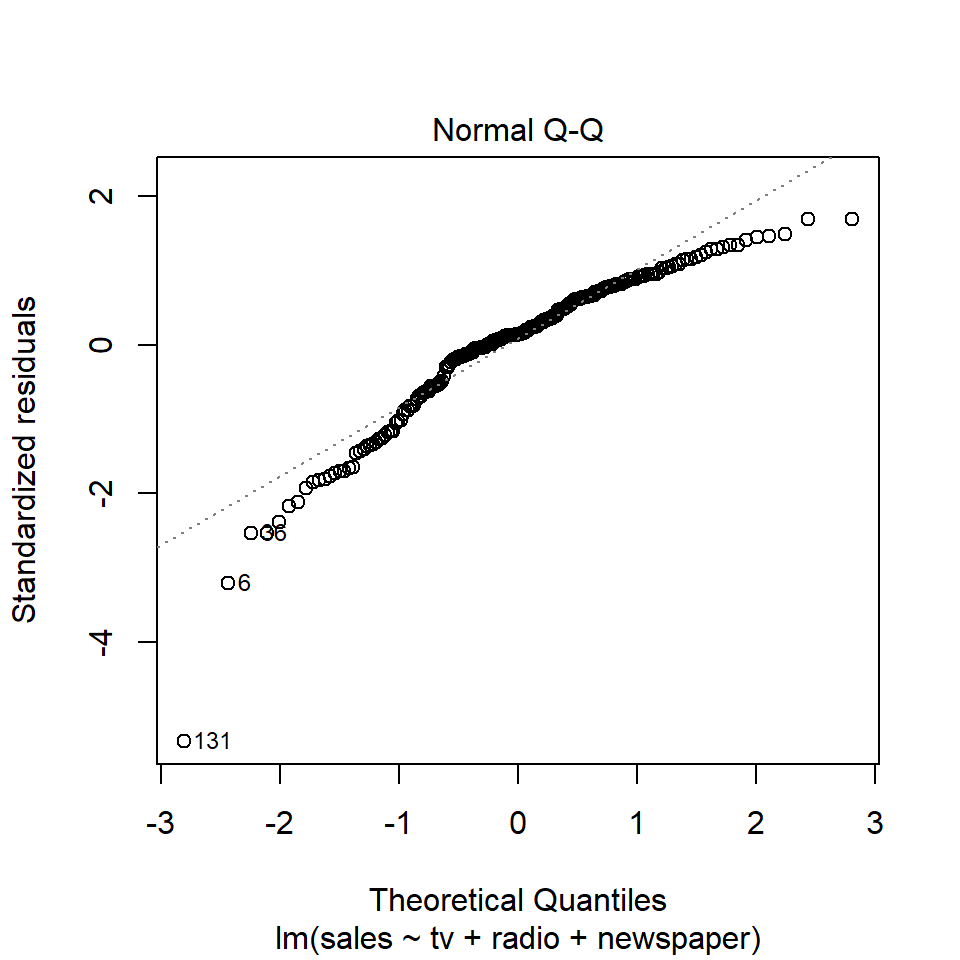 Normal Q-Q
Standardized residuals
2
0
-2
-4
36
6
131
-3 -2 -1 0 1 2 3
Theoretical Quantiles
lm(sales ~ tv + radio + newspaper)